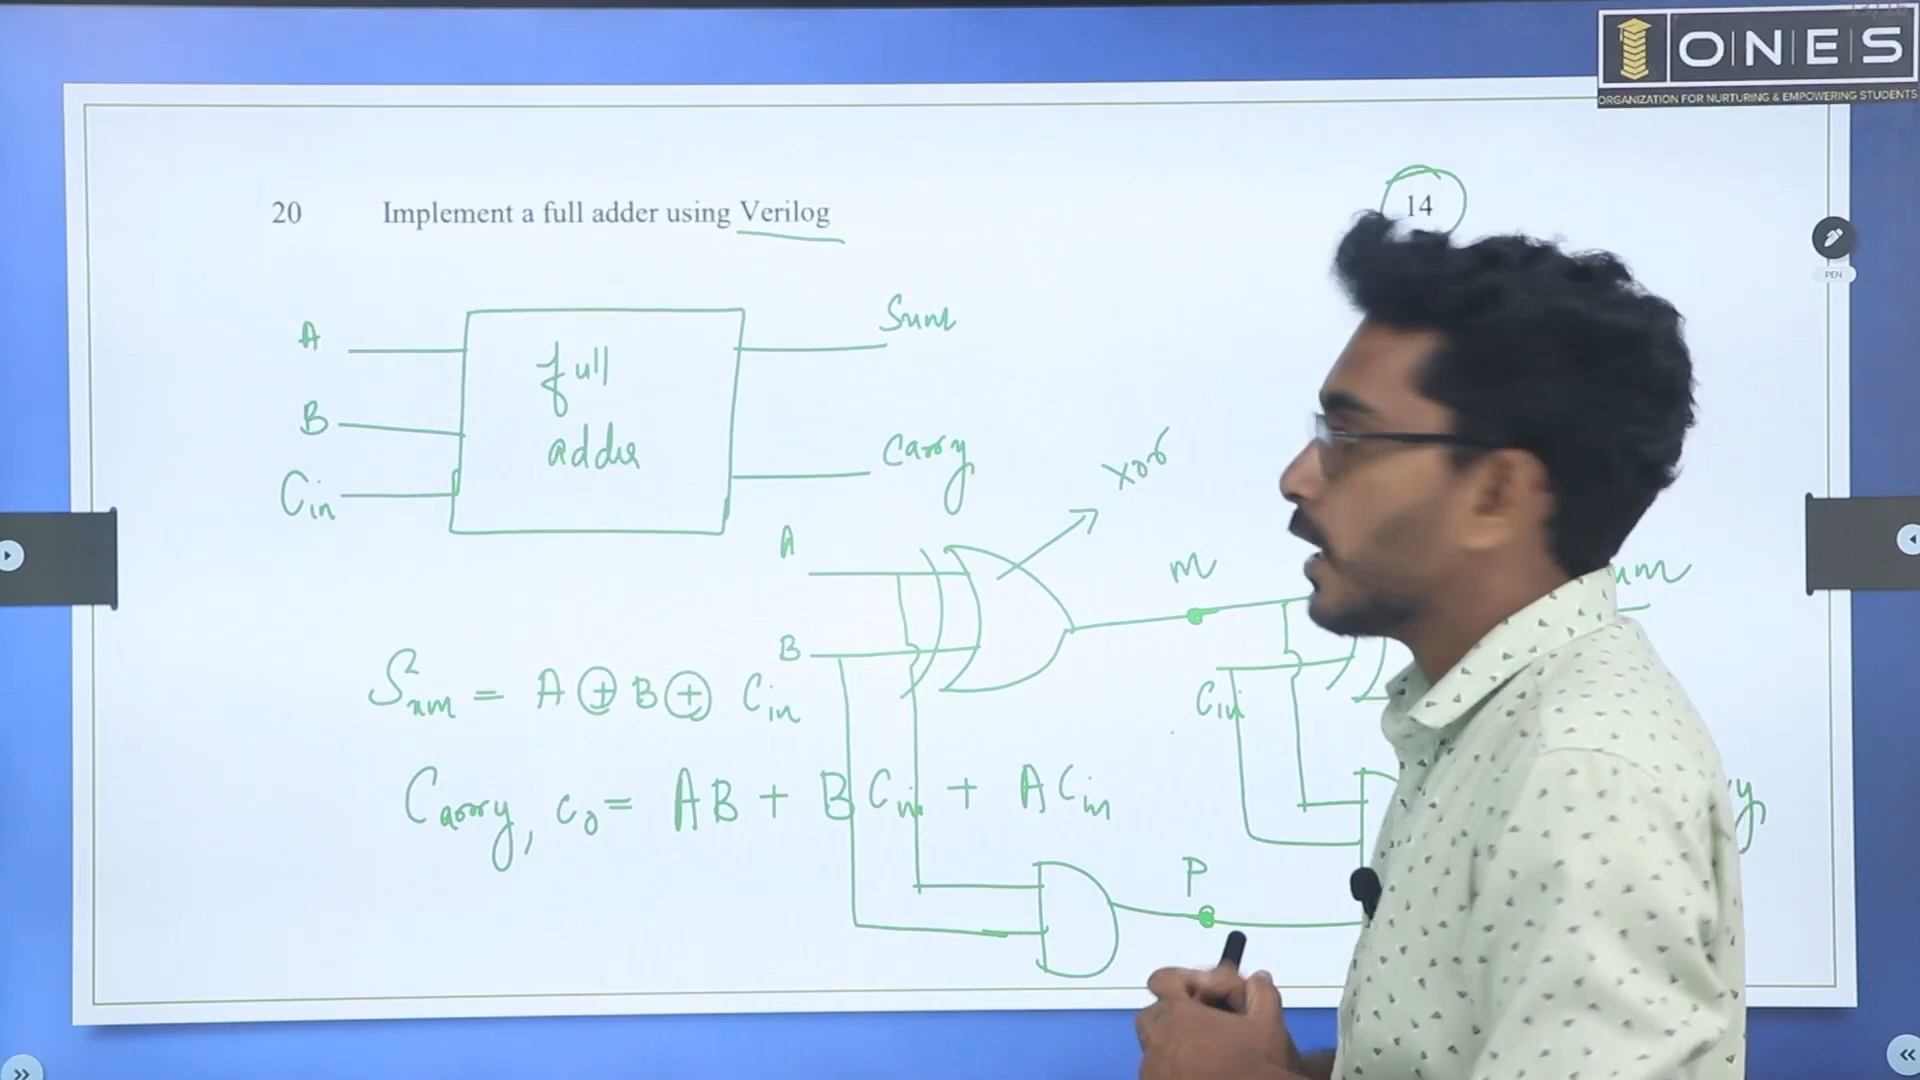 O|N|E|S
ORGANIZATION FOR NURTURING & EMPOWERING STUDENTS
20 Implement a full adder using Verilog 14
PEN
A
B
Cin
full
adder
Sum
Carry
A
B
XOR
m
Cin
P
Sum = A ⊕ B ⊕ Cin
Carry, C0 = AB + BCin + ACin